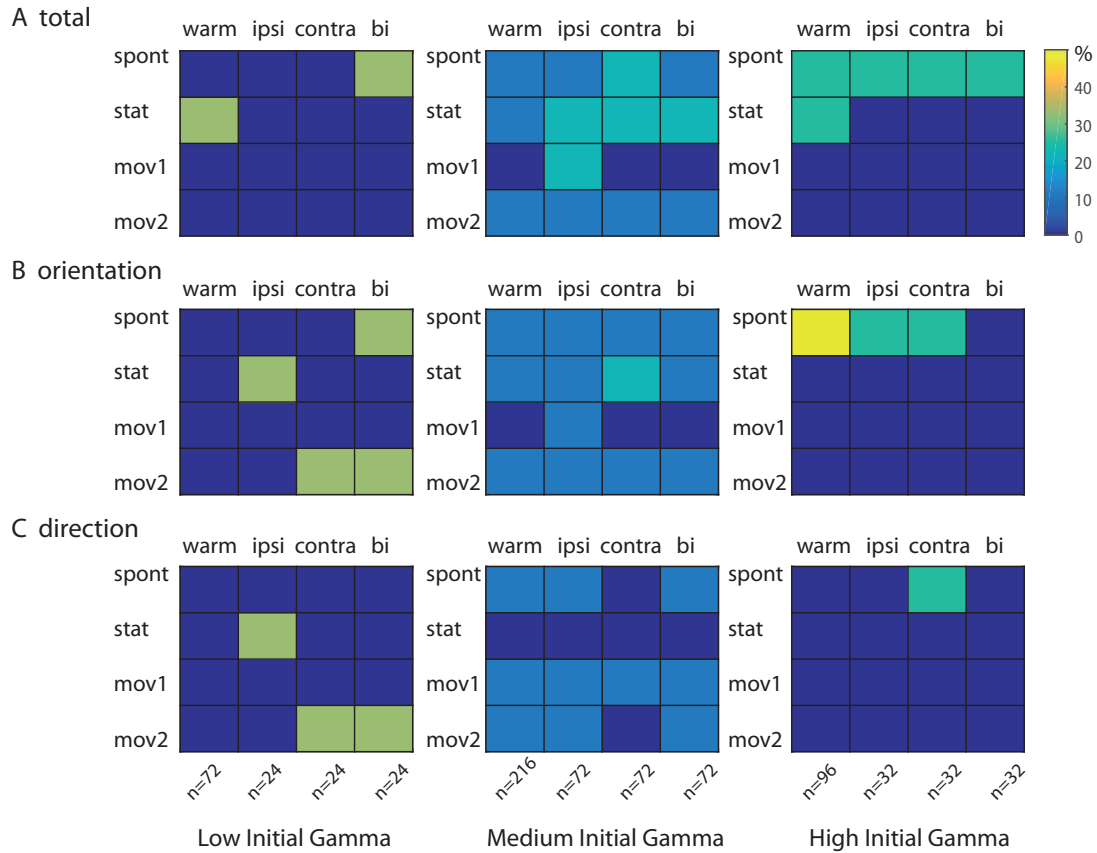 A total
warm ipsi contra bi warm ipsi contra bi warm ipsi contra bi
spont spont spont %
stat stat stat 40
mov1 mov1 mov1 30
mov2 mov2 mov2 20
10
0
B orientation
warm ipsi contra bi warm ipsi contra bi warm ipsi contra bi
spont spont spont
stat stat stat
mov1 mov1 mov1
mov2 mov2 mov2
C direction
warm ipsi contra bi warm ipsi contra bi warm ipsi contra bi
spont spont spont
stat stat stat
mov1 mov1 mov1
mov2 mov2 mov2
n=72 n=24 n=24 n=24 n=216 n=72 n=72 n=72 n=96 n=32 n=32 n=32
Low Initial Gamma Medium Initial Gamma High Initial Gamma